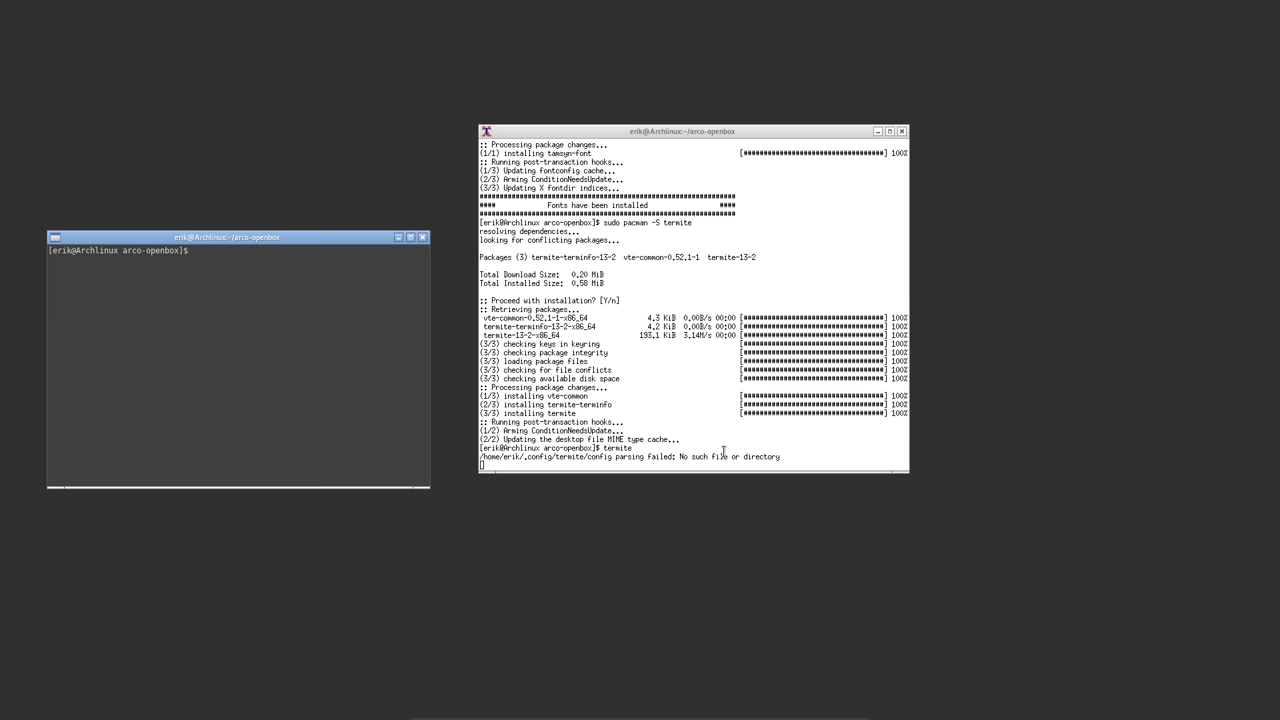 erik@Archlinux:~/arco-openbox
[erik@Archlinux arco-openbox]$
erik@Archlinux:~/arco-openbox
:: Processing package changes...
(1/1) installing tamsyn-font [####################################] 100%
:: Running post-transaction hooks...
(1/3) Updating fontconfig cache...
(2/3) Arming ConditionNeedsUpdate...
(3/3) Updating X fontdir indices...
################################################################
#### Fonts have been installed ####
################################################################
[erik@Archlinux arco-openbox]$ sudo pacman -S termite
resolving dependencies...
looking for conflicting packages...
Packages (3) termite-terminfo-13-2 vte-common-0.52.1-1 termite-13-2
Total Download Size: 0.20 MiB
Total Installed Size: 0.58 MiB
:: Proceed with installation? [Y/n]
:: Retrieving packages...
vte-common-0.52.1-1-x86_64 4.3 KiB 0.00B/s 00:00 [####################################] 100%
termite-terminfo-13-2-x86_64 4.2 KiB 0.00B/s 00:00 [####################################] 100%
termite-13-2-x86_64 193.1 KiB 3.14M/s 00:00 [####################################] 100%
(3/3) checking keys in keyring [####################################] 100%
(3/3) checking package integrity [####################################] 100%
(3/3) loading package files [####################################] 100%
(3/3) checking for file conflicts [####################################] 100%
(3/3) checking available disk space [####################################] 100%
:: Processing package changes...
(1/3) installing vte-common [####################################] 100%
(2/3) installing termite-terminfo [####################################] 100%
(3/3) installing termite [####################################] 100%
:: Running post-transaction hooks...
(1/2) Arming ConditionNeedsUpdate...
(2/2) Updating the desktop file MIME type cache...
[erik@Archlinux arco-openbox]$ termite
/home/erik/.config/termite/config parsing failed: No such file or directory